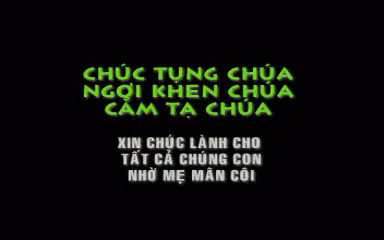 CHÚC TỤNG CHÚA
NGỢI KHEN CHÚA
CẢM TẠ CHÚA
XIN CHÚC LÀNH CHO
TẤT CẢ CHÚNG CON
NHỜ MẸ MÂN CÔI